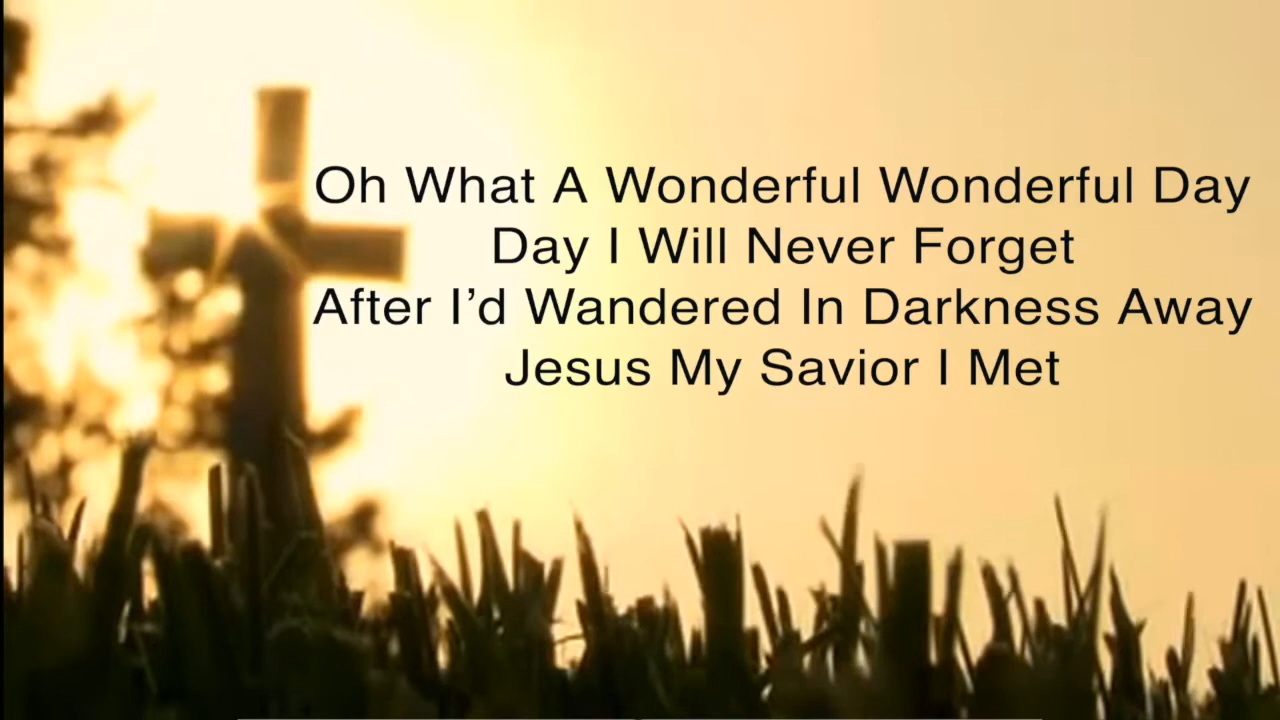 Oh What A Wonderful Wonderful Day
Day I Will Never Forget
After I’d Wandered In Darkness Away
Jesus My Savior I Met